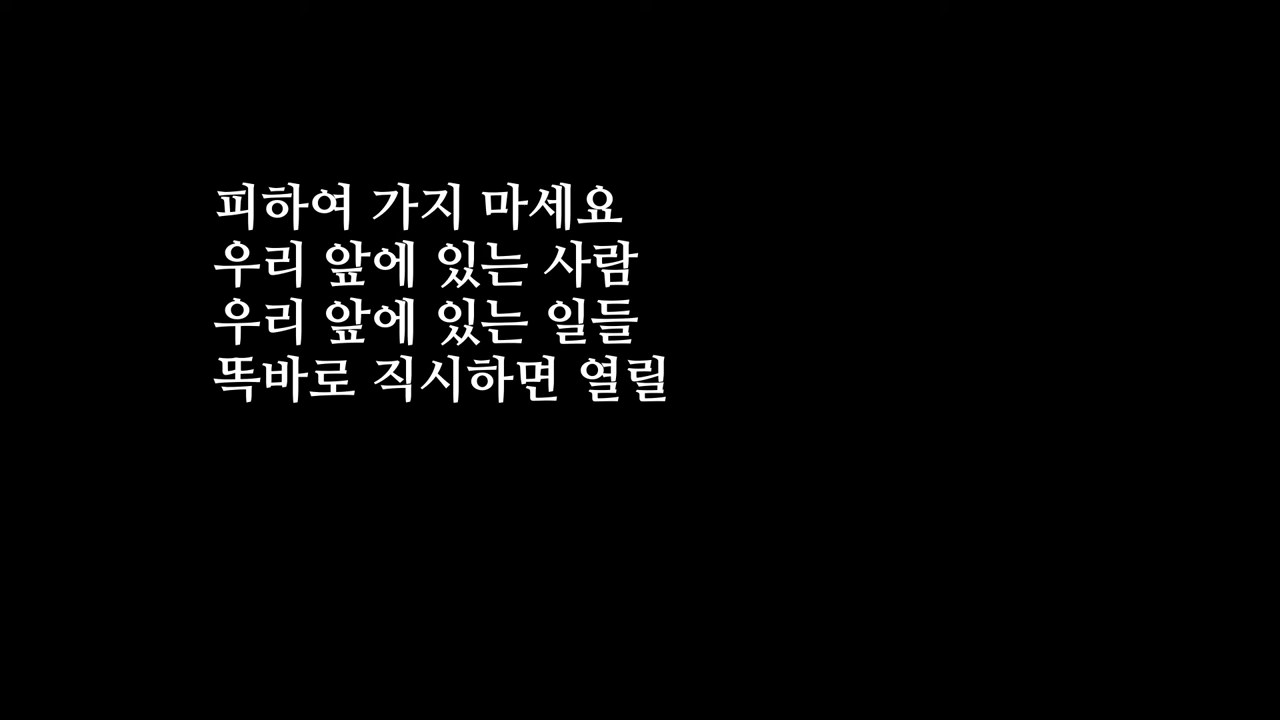 피하여 가지 마세요
우리 앞에 있는 사람
우리 앞에 있는 일들
똑바로 직시하면 열릴